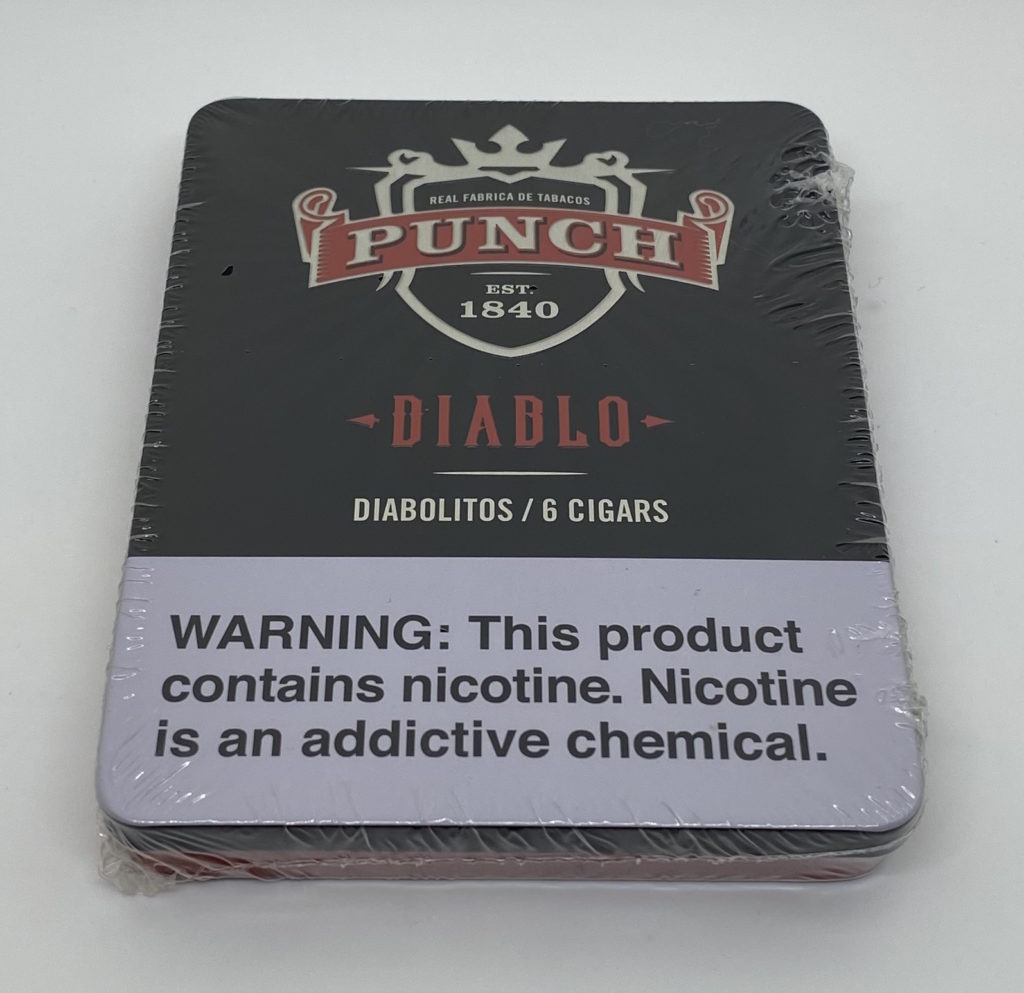 REAL FABRICA DE TABACOS
PUNCH
EST.
1840
DIABLO
DIABOLITOS / 6 CIGARS
WARNING: This product
contains nicotine. Nicotine
is an addictive chemical.